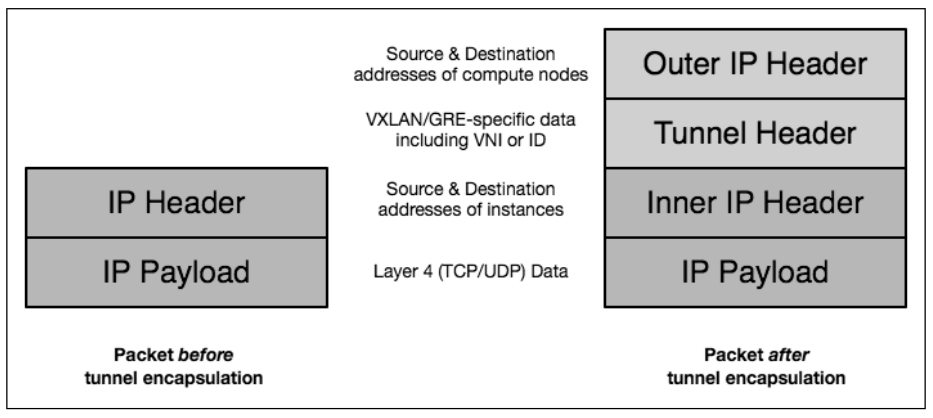 Source & Destination
addresses of compute nodes
Outer IP Header
VXLAN/GRE-specific data
including VNI or ID
Tunnel Header
IP Header
Source & Destination
addresses of instances
Inner IP Header
IP Payload
Layer 4 (TCP/UDP) Data
IP Payload
Packet before
tunnel encapsulation
Packet after
tunnel encapsulation